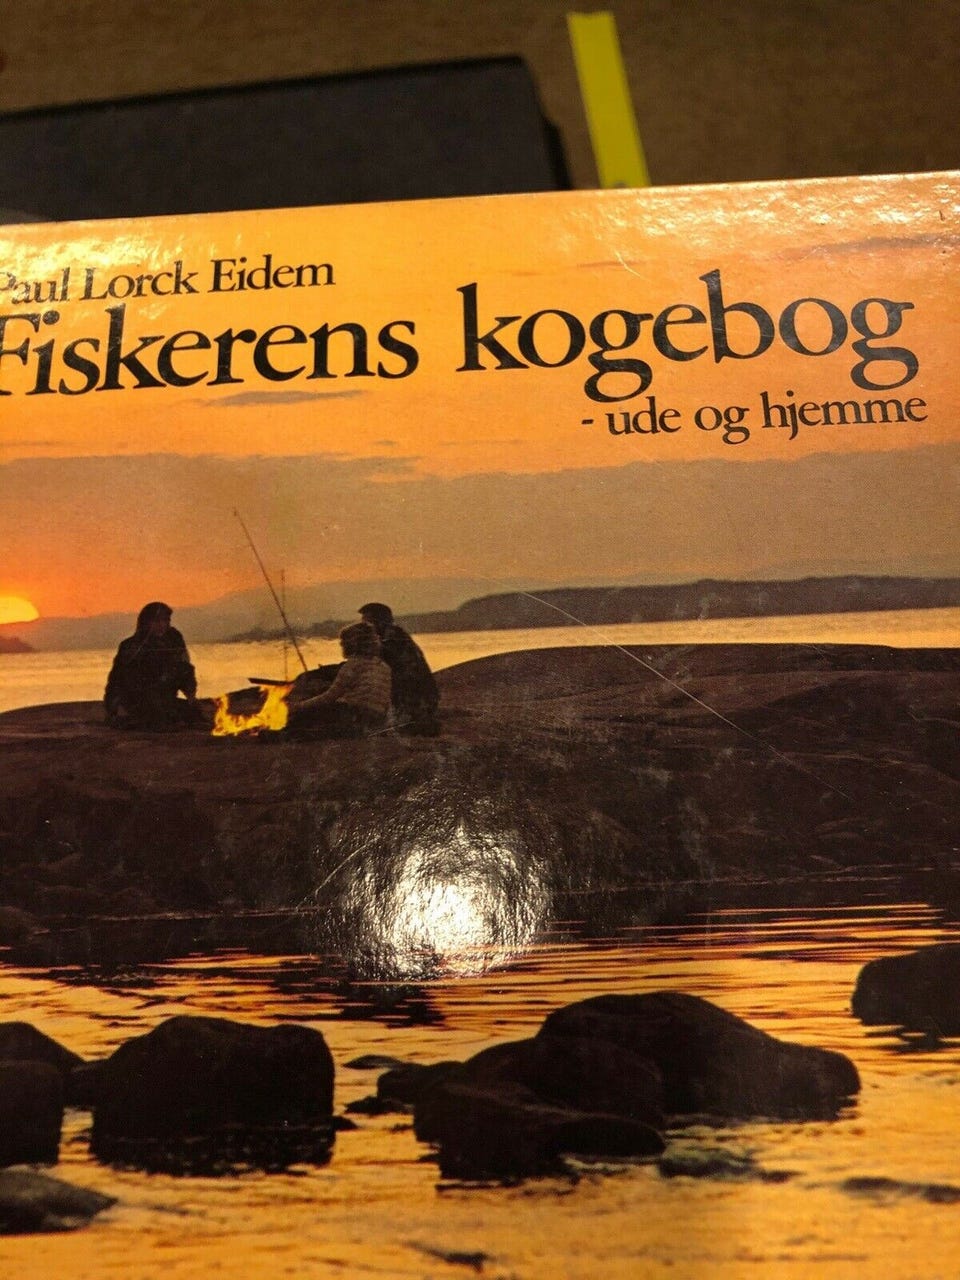 Paul Lorck Eidem
Fiskerens kogebog
- ude og hjemme